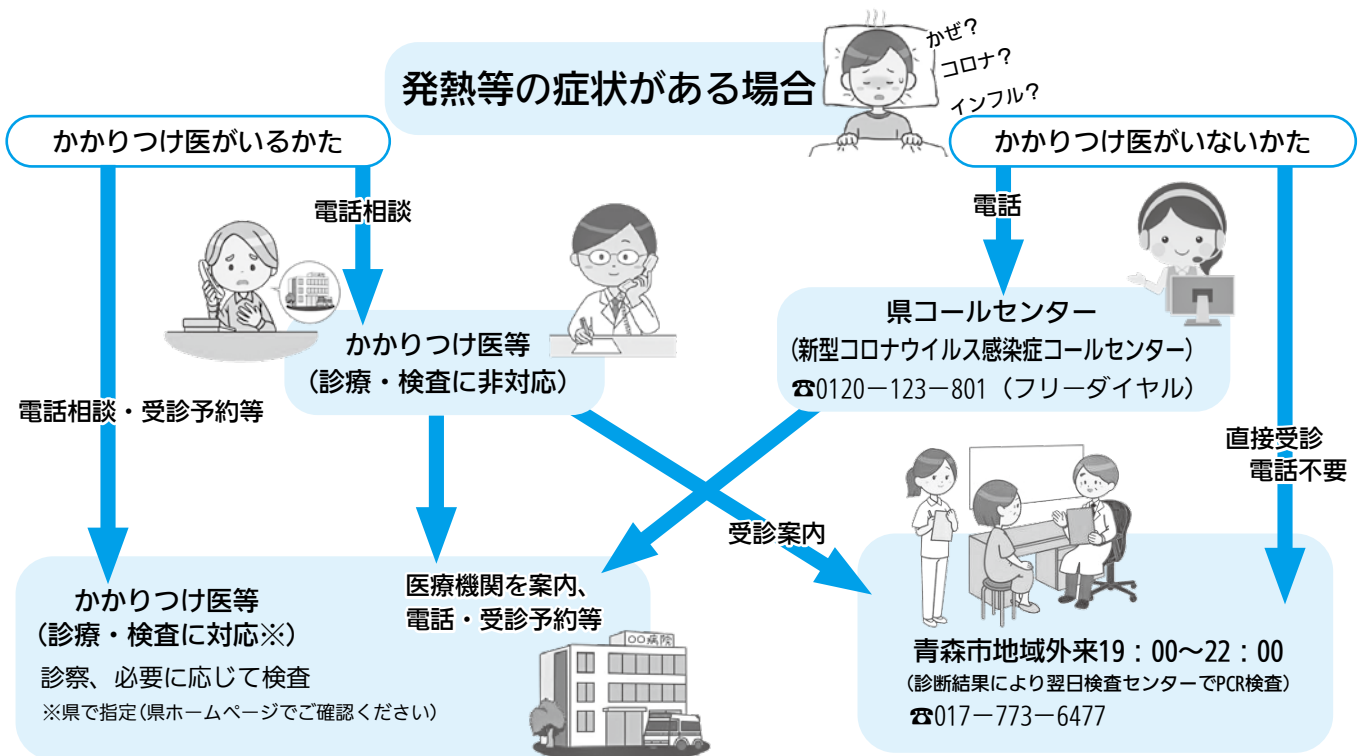 かぜ?
コロナ?
インフル?
発熱等の症状がある場合
かかりつけ医がいるかた
かかりつけ医がいないかた
電話相談
電話
かかりつけ医等
(診療・検査に非対応)
県コールセンター
(新型コロナウイルス感染症コールセンター)
☎0120－123－801(フリーダイヤル)
電話相談・受診予約等
直接受診
電話不要
受診案内
かかりつけ医等
(診療・検査に対応※)
診察、必要に応じて検査
※県で指定(県ホームページでご確認ください)
医療機関を案内、
電話・受診予約等
○○病院
青森市地域外来19:00～22:00
(診断結果により翌日検査センターでPCR検査)
☎017－773－6477